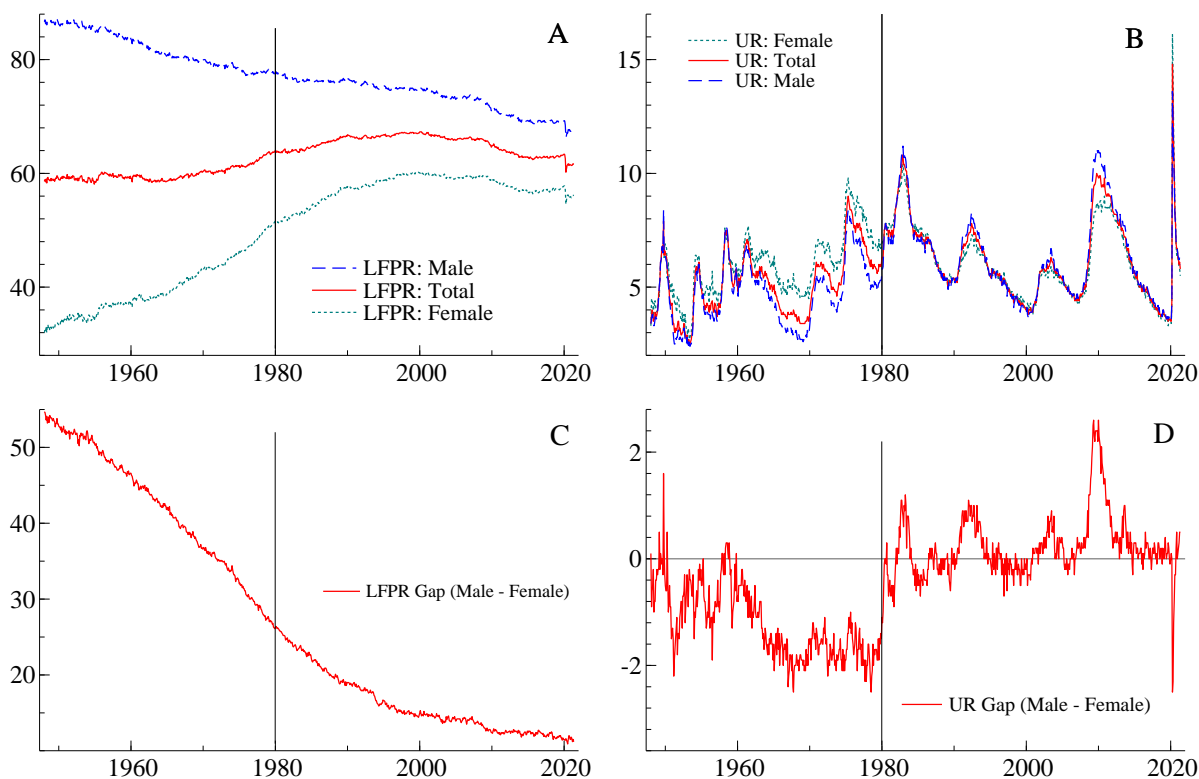 A
80
60
40
LFPR: Male
LFPR: Total
LFPR: Female
1960 1980 2000 2020
B
UR: Female
UR: Total
UR: Male
15
10
5
1960 1980 2000 2020
C
50
40
30
20
LFPR Gap (Male - Female)
1960 1980 2000 2020
D
2
0
-2
UR Gap (Male - Female)
1960 1980 2000 2020